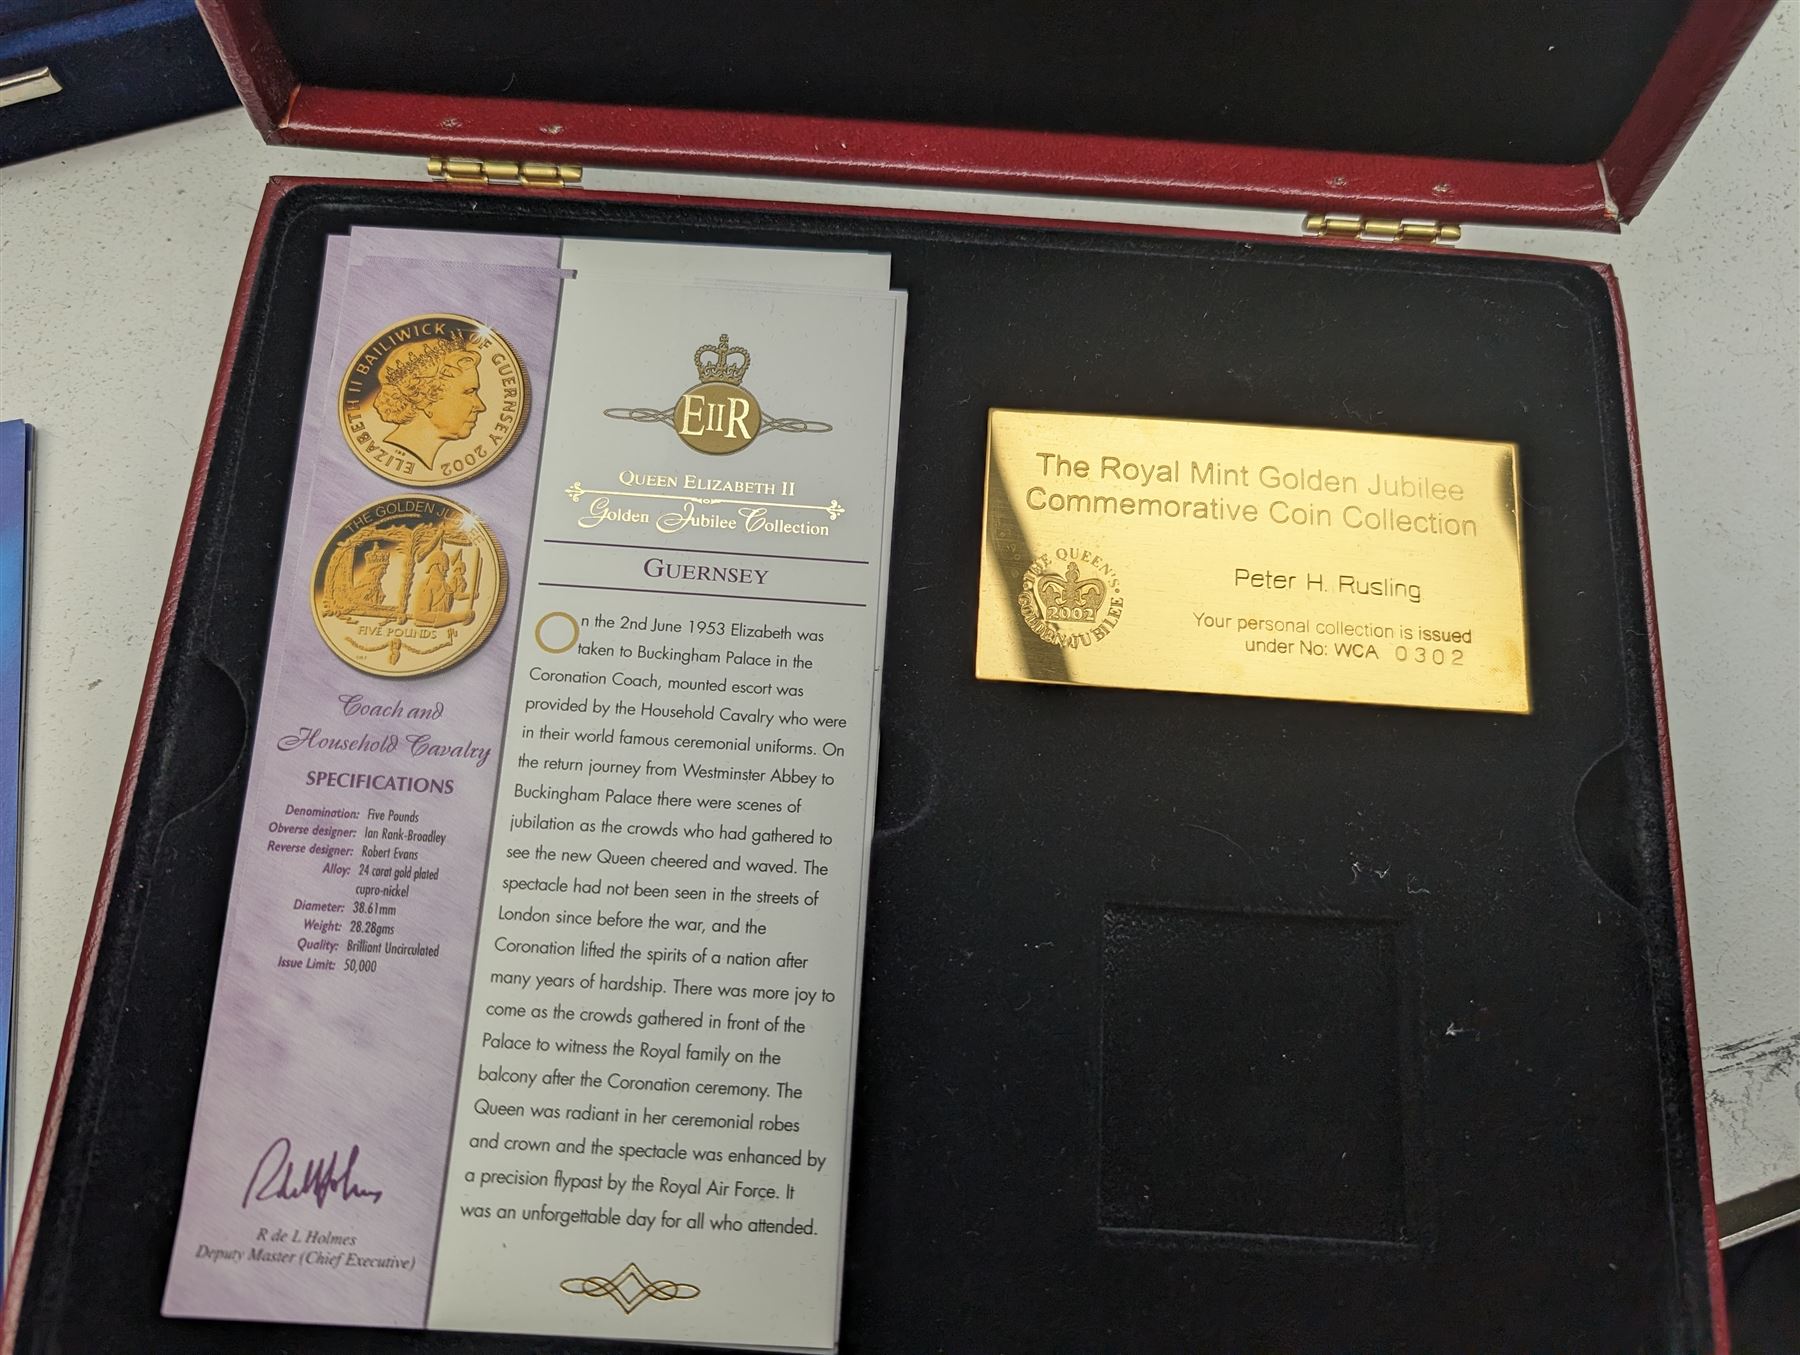 ELIZABETH II BAILIWICK OF GUERNSEY 2002
THE GOLDEN JUBILEE
FIVE POUNDS
Coach and
Household Cavalry
SPECIFICATIONS
Denomination: Five Pounds
Obverse designer: Ian Rank-Broadley
Reverse designer: Robert Evans
Alloy: 24 carat gold plated
cupro-nickel
Diameter: 38.61mm
Weight: 28.28gms
Quality: Brilliant Uncirculated
Issue Limit: 50,000
R de L Holmes
Deputy Master (Chief Executive)
EIIR
QUEEN ELIZABETH II
Golden Jubilee Collection
GUERNSEY
On the 2nd June 1953 Elizabeth was
taken to Buckingham Palace in the
Coronation Coach, mounted escort was
provided by the Household Cavalry who were
in their world famous ceremonial uniforms. On
the return journey from Westminster Abbey to
Buckingham Palace there were scenes of
jubilation as the crowds who had gathered to
see the new Queen cheered and waved. The
spectacle had not been seen in the streets of
London since before the war, and the
Coronation lifted the spirits of a nation after
many years of hardship. There was more joy to
come as the crowds gathered in front of the
Palace to witness the Royal family on the
balcony after the Coronation ceremony. The
Queen was radiant in her ceremonial robes
and crown and the spectacle was enhanced by
a precision flypast by the Royal Air Force. It
was an unforgettable day for all who attended.
The Royal Mint Golden Jubilee
Commemorative Coin Collection
THE QUEEN'S
2002
GOLDEN JUBILEE
Peter H. Rusling
Your personal collection is issued
under No: WCA 0302